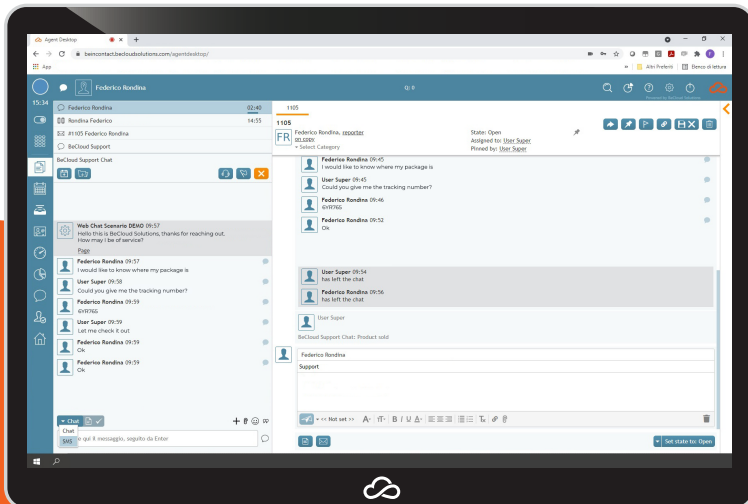 Agent Desktop
beincontact.becloudsolutions.com/agentdesktop/
App
Altri Preferiti
Elenco di lettura
Federico Rondina
15:34
Federico Rondina 02:40
Rondina Federico 14:55
#1105 Federico Rondina
BeCloud Support
BeCloud Support Chat
Web Chat Scenario DEMO 09:57
Hello this is BeCloud Solutions, thanks for reaching out.
How may I be of service?
Page
Federico Rondina 09:57
I would like to know where my package is
User Super 09:58
Could you give me the tracking number?
Federico Rondina 09:59
6YR765
User Super 09:59
Let me check it out
Federico Rondina 09:59
Ok
Federico Rondina 09:59
Ok
Chat
Chat
SMS
e qui il messaggio, seguito da Enter
1105
1105
FR
Federico Rondina, reporter
on copy
Select Category
State: Open
Assigned to: User Super
Pinned by: User Super
Federico Rondina 09:45
I would like to know where my package is
User Super 09:45
Could you give me the tracking number?
Federico Rondina 09:46
6YR765
Federico Rondina 09:52
Ok
User Super 09:54
has left the chat
Federico Rondina 09:56
has left the chat
User Super
BeCloud Support Chat: Product sold
Federico Rondina
Support
<< Not set >>
B I U A
Set state to: Open